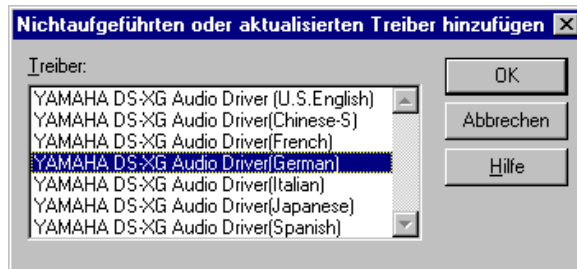 Nichtaufgeführten oder aktualisierten Treiber hinzufügen
Treiber:
YAMAHA DS-XG Audio Driver (U.S.English)
YAMAHA DS-XG Audio Driver(Chinese-S)
YAMAHA DS-XG Audio Driver(French)
YAMAHA DS-XG Audio Driver(German)
YAMAHA DS-XG Audio Driver(Italian)
YAMAHA DS-XG Audio Driver(Japanese)
YAMAHA DS-XG Audio Driver(Spanish)
OK
Abbrechen
Hilfe